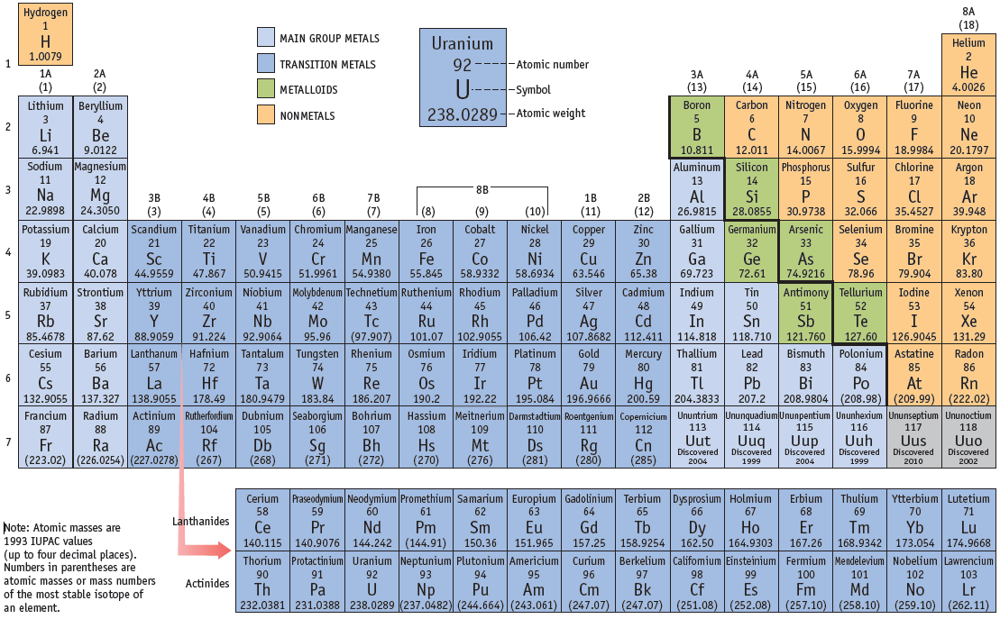 Hydrogen
1
H
1.0079
MAIN GROUP METALS
TRANSITION METALS
METALLOIDS
NONMETALS
Uranium
92
U
238.0289
Atomic number
Symbol
Atomic weight
8A
(18)
Helium
2
He
4.0026
1
1A 2A 3A 4A 5A 6A 7A
(1) (2) (13) (14) (15) (16) (17)
Lithium Beryllium Boron Carbon Nitrogen Oxygen Fluorine Neon
3 4 5 6 7 8 9 10
2 Li Be B C N O F Ne
6.941 9.0122 10.811 12.011 14.0067 15.9994 18.9984 20.1797
Sodium Magnesium Aluminum Silicon Phosphorus Sulfur Chlorine Argon
11 12 13 14 15 16 17 18
3 Na Mg Al Si P S Cl Ar
22.9898 24.3050 26.9815 28.0855 30.9738 32.066 35.4527 39.948
3B 4B 5B 6B 7B 8B 1B 2B
(3) (4) (5) (6) (7) (8) (9) (10) (11) (12)
Potassium Calcium Scandium Titanium Vanadium Chromium Manganese Iron Cobalt Nickel Copper Zinc Gallium Germanium Arsenic Selenium Bromine Krypton
19 20 21 22 23 24 25 26 27 28 29 30 31 32 33 34 35 36
4 K Ca Sc Ti V Cr Mn Fe Co Ni Cu Zn Ga Ge As Se Br Kr
39.0983 40.078 44.9559 47.867 50.9415 51.9961 54.9380 55.845 58.9332 58.6934 63.546 65.38 69.723 72.61 74.9216 78.96 79.904 83.80
Rubidium Strontium Yttrium Zirconium Niobium Molybdenum Technetium Ruthenium Rhodium Palladium Silver Cadmium Indium Tin Antimony Tellurium Iodine Xenon
37 38 39 40 41 42 43 44 45 46 47 48 49 50 51 52 53 54
5 Rb Sr Y Zr Nb Mo Tc Ru Rh Pd Ag Cd In Sn Sb Te I Xe
85.4678 87.62 88.9059 91.224 92.9064 95.96 (97.907) 101.07 102.9055 106.42 107.8682 112.411 114.818 118.710 121.760 127.60 126.9045 131.29
Cesium Barium Lanthanum Hafnium Tantalum Tungsten Rhenium Osmium Iridium Platinum Gold Mercury Thallium Lead Bismuth Polonium Astatine Radon
55 56 57 72 73 74 75 76 77 78 79 80 81 82 83 84 85 86
6 Cs Ba La Hf Ta W Re Os Ir Pt Au Hg Tl Pb Bi Po At Rn
132.9055 137.327 138.9055 178.49 180.9479 183.84 186.207 190.2 192.22 195.084 196.9666 200.59 204.3833 207.2 208.9804 (208.98) (209.99) (222.02)
Francium Radium Actinium Rutherfordium Dubnium Seaborgium Bohrium Hassium Meitnerium Darmstadtium Roentgenium Copernicium Ununtrium Ununquadium Ununpentium Ununhexium Ununseptium Ununoctium
87 88 89 104 105 106 107 108 109 110 111 112 113 114 115 116 117 118
7 Fr Ra Ac Rf Db Sg Bh Hs Mt Ds Rg Cn Uut Uuq Uup Uuh Uus Uuo
(223.02) (226.0254) (227.0278) (267) (268) (271) (272) (270) (276) (281) (280) (285) Discovered Discovered Discovered Discovered Discovered Discovered
2004 1999 2004 1999 2010 2002
Cerium Praseodymium Neodymium Promethium Samarium Europium Gadolinium Terbium Dysprosium Holmium Erbium Thulium Ytterbium Lutetium
58 59 60 61 62 63 64 65 66 67 68 69 70 71
Lanthanides Ce Pr Nd Pm Sm Eu Gd Tb Dy Ho Er Tm Yb Lu
140.115 140.9076 144.242 (144.91) 150.36 151.965 157.25 158.9254 162.50 164.9303 167.26 168.9342 173.054 174.9668
Thorium Protactinium Uranium Neptunium Plutonium Americium Curium Berkelium Californium Einsteinium Fermium Mendelevium Nobelium Lawrencium
90 91 92 93 94 95 96 97 98 99 100 101 102 103
Actinides Th Pa U Np Pu Am Cm Bk Cf Es Fm Md No Lr
232.0381 231.0388 238.0289 (237.0482) (244.664) (243.061) (247.07) (247.07) (251.08) (252.08) (257.10) (258.10) (259.10) (262.11)
Note: Atomic masses are
1993 IUPAC values
(up to four decimal places).
Numbers in parentheses are
atomic masses or mass numbers
of the most stable isotope of
an element.